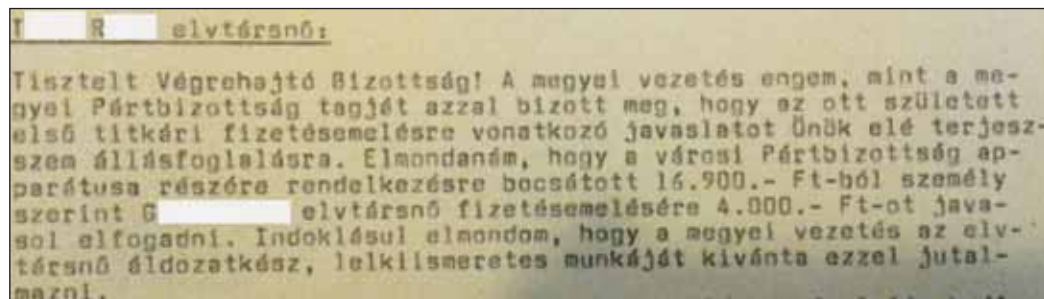 T R elvtársnő:
Tisztelt Végrehajtó Bizottság! A megyei vezetés engem, mint a me-
gyei Pártbizottság tagját azzal bizott meg, hogy az ott született
első titkári fizetésemelésre vonatkozó javaslatot Önök elé terjesz-
szem állásfoglalásra. Elmondanám, hogy a városi Pártbizottság ap-
parátusa részére rendelkezésre bocsátott 16.900.- Ft-ból személy
szerint G elvtársnő fizetésemelésére 4.000.- Ft-ot java-
sol elfogadni. Indoklásul elmondom, hogy a megyei vezetés az elv-
társnő áldozatkész, lelkiismeretes munkáját kivánta ezzel jutal-
mazni.